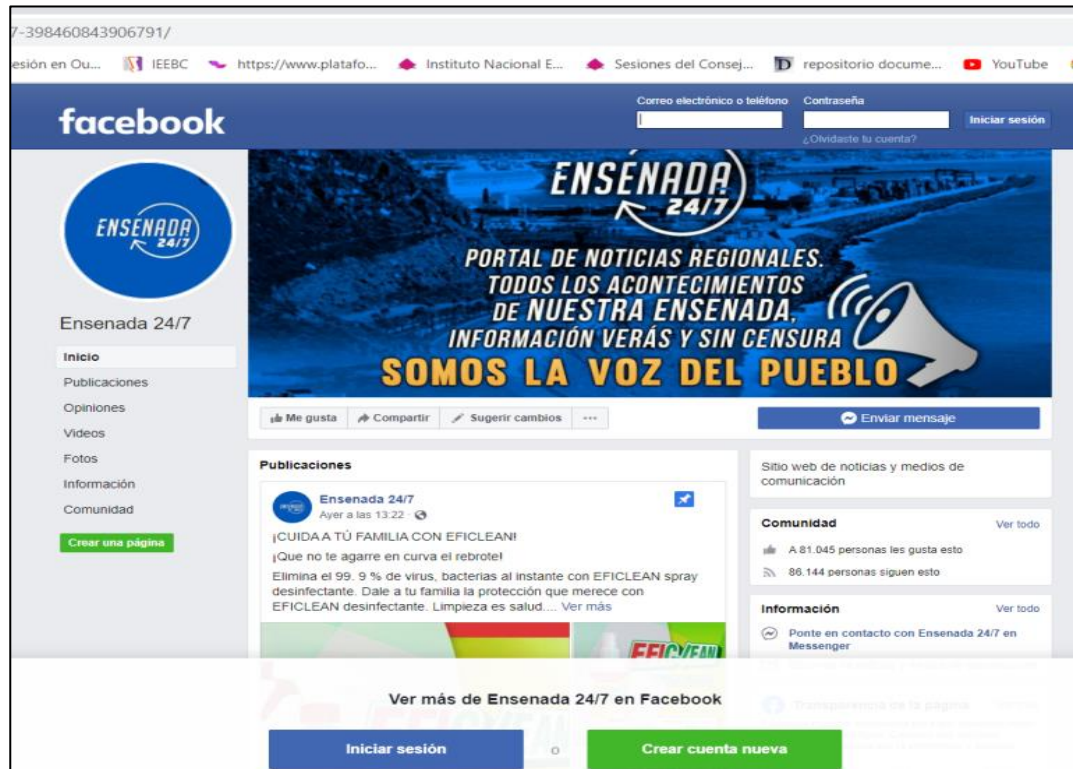 7-398460843906791/
esión en Ou... IEEBC https://www.platafo... Instituto Nacional E... Sesiones del Consej... repositorio docume... YouTube
facebook
Correo electrónico o teléfono Contraseña
Iniciar sesión
¿Olvidaste tu cuenta?
ENSENADA
24/7
Ensenada 24/7
Inicio
Publicaciones
Opiniones
Videos
Fotos
Información
Comunidad
Crear una página
ENSENADA
24/7
PORTAL DE NOTICIAS REGIONALES.
TODOS LOS ACONTECIMIENTOS
DE NUESTRA ENSENADA,
INFORMACIÓN VERÁS Y SIN CENSURA
SOMOS LA VOZ DEL PUEBLO
Me gusta Compartir Sugerir cambios ...
Enviar mensaje
Publicaciones
Ensenada 24/7
Ayer a las 13:22 ·
¡CUIDA A TÚ FAMILIA CON EFICLEAN!
¡Que no te agarre en curva el rebrote!
Elimina el 99. 9 % de virus, bacterias al instante con EFICLEAN spray
desinfectante. Dale a tu familia la protección que merece con
EFICLEAN desinfectante. Limpieza es salud.... Ver más
EFICLEAN
Sitio web de noticias y medios de
comunicación
Comunidad Ver todo
A 81.045 personas les gusta esto
86.144 personas siguen esto
Información Ver todo
Ponte en contacto con Ensenada 24/7 en
Messenger
Transparencia de la página
Ver más de Ensenada 24/7 en Facebook
Iniciar sesión o Crear cuenta nueva